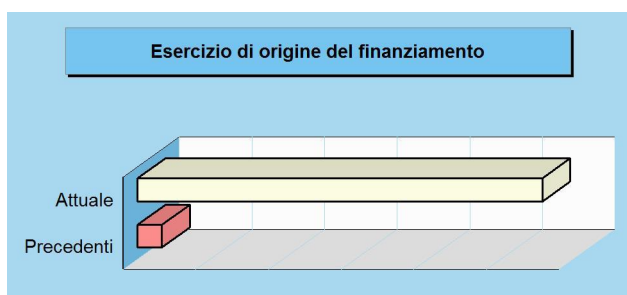 Esercizio di origine del finanziamento
Attuale
Precedenti